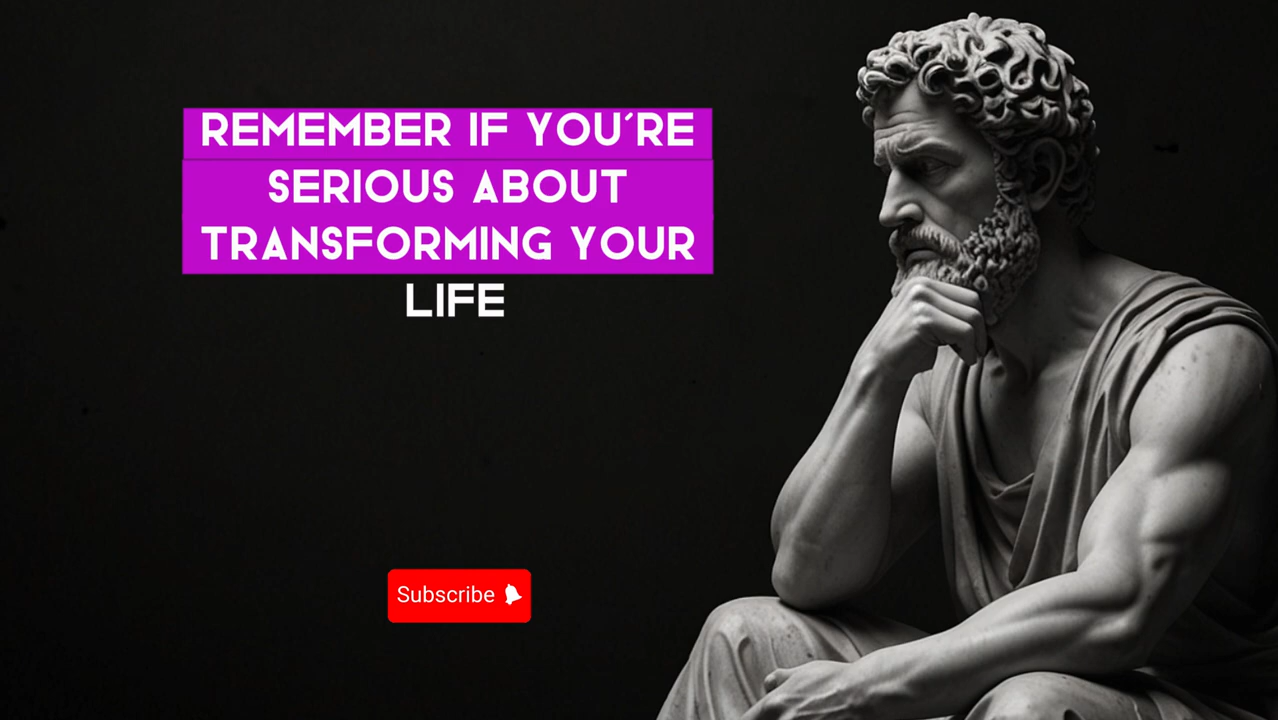 REMEMBER IF YOU'RE
SERIOUS ABOUT
TRANSFORMING YOUR
LIFE
Subscribe